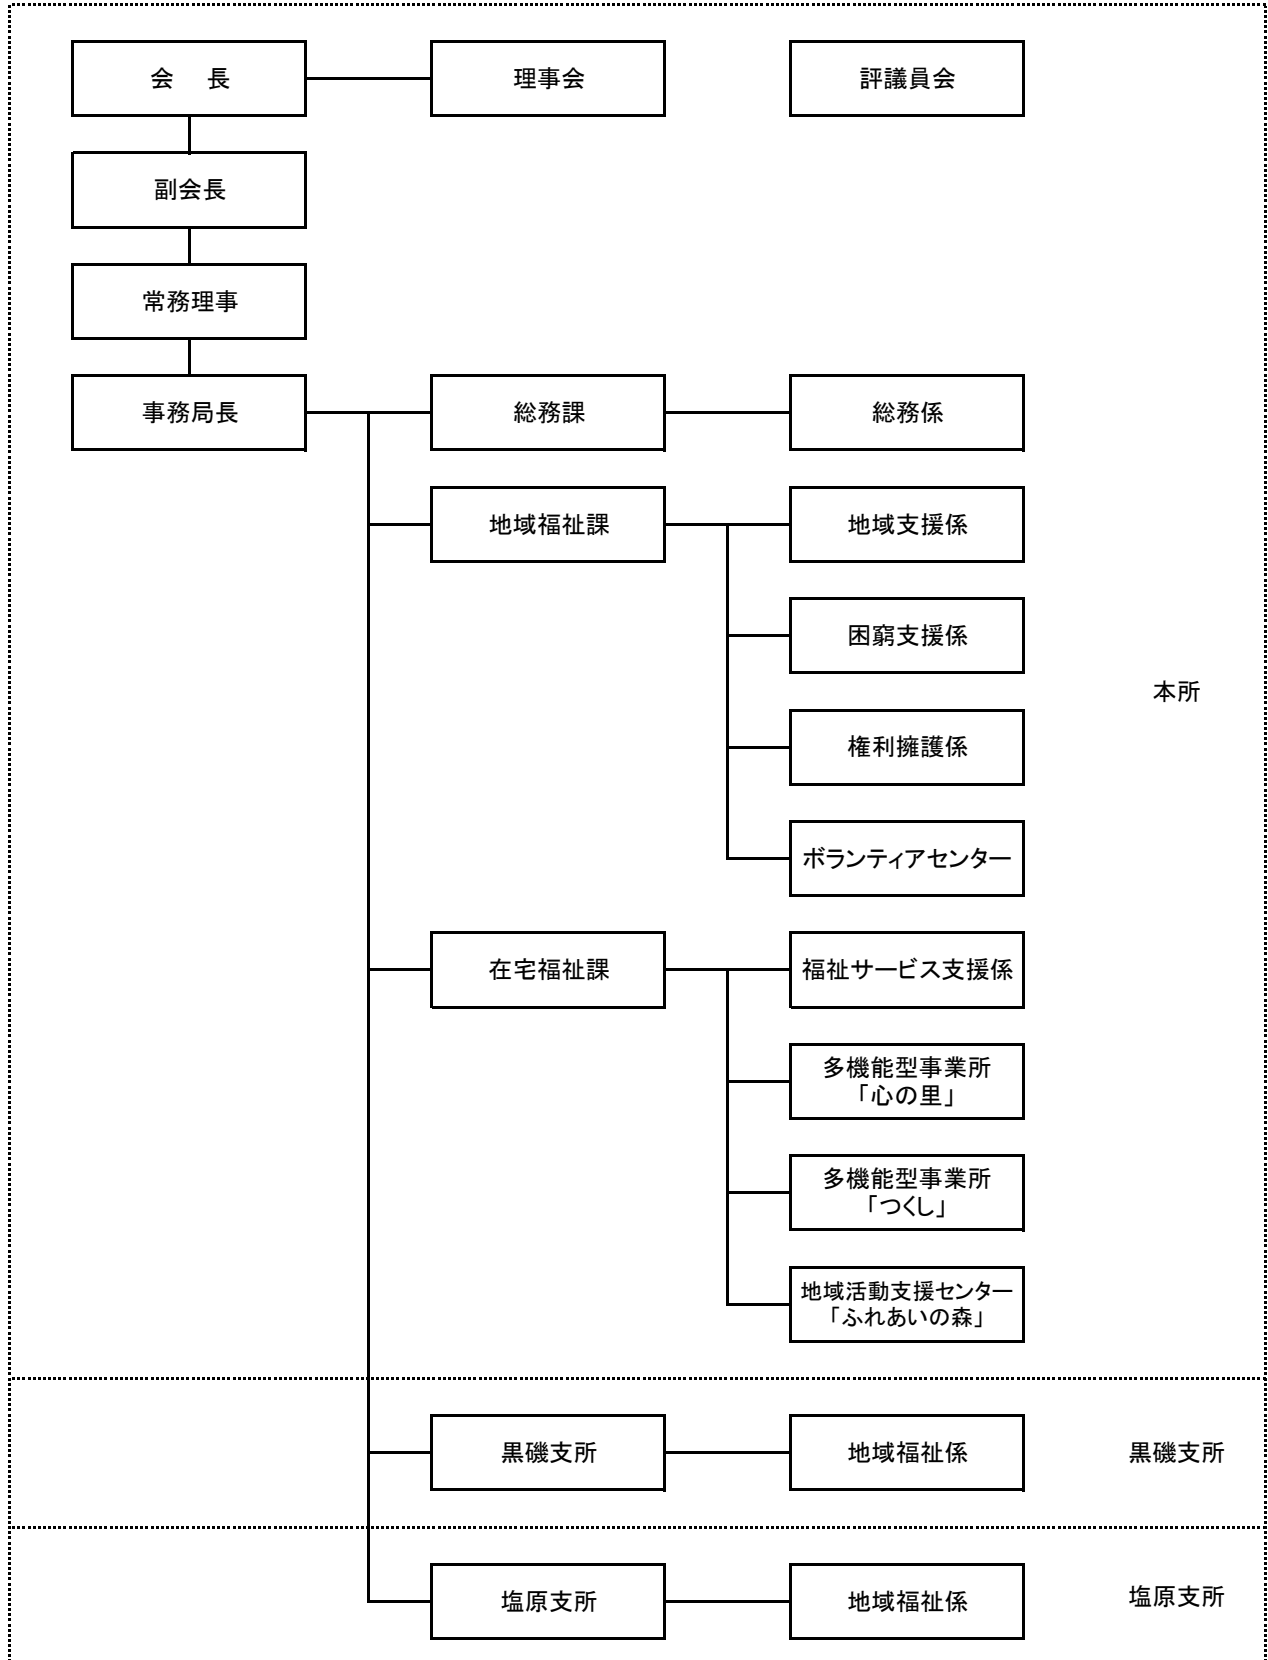 会　長
理事会
評議員会
副会長
常務理事
事務局長
総務課
総務係
地域福祉課
地域支援係
困窮支援係
本所
権利擁護係
ボランティアセンター
在宅福祉課
福祉サービス支援係
多機能型事業所
「心の里」
多機能型事業所
「つくし」
地域活動支援センター
「ふれあいの森」
黒磯支所
地域福祉係
黒磯支所
塩原支所
地域福祉係
塩原支所